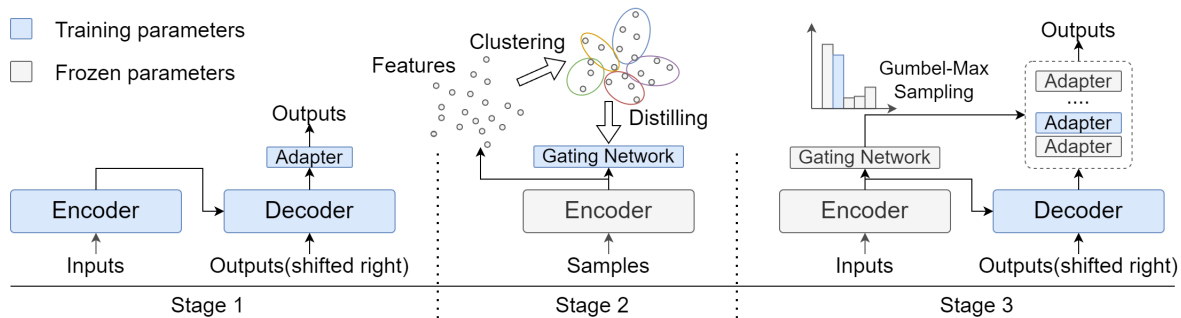 Training parameters
Frozen parameters
Outputs
Adapter
Encoder
Decoder
Inputs
Outputs(shifted right)
Stage 1
Features
Clustering
Distilling
Gating Network
Encoder
Samples
Stage 2
Gumbel-Max
Sampling
Outputs
Adapter
....
Adapter
Adapter
Gating Network
Encoder
Decoder
Inputs
Outputs(shifted right)
Stage 3